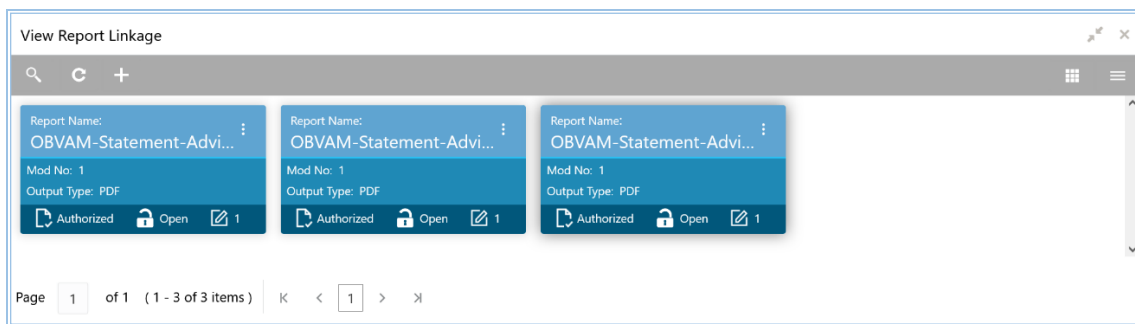 View Report Linkage
Report Name:
OBVAM-Statement-Advi...
Mod No: 1
Output Type: PDF
Authorized Open 1
Report Name:
OBVAM-Statement-Advi...
Mod No: 1
Output Type: PDF
Authorized Open 1
Report Name:
OBVAM-Statement-Advi...
Mod No: 1
Output Type: PDF
Authorized Open 1
Page 1 of 1 (1 - 3 of 3 items) 1